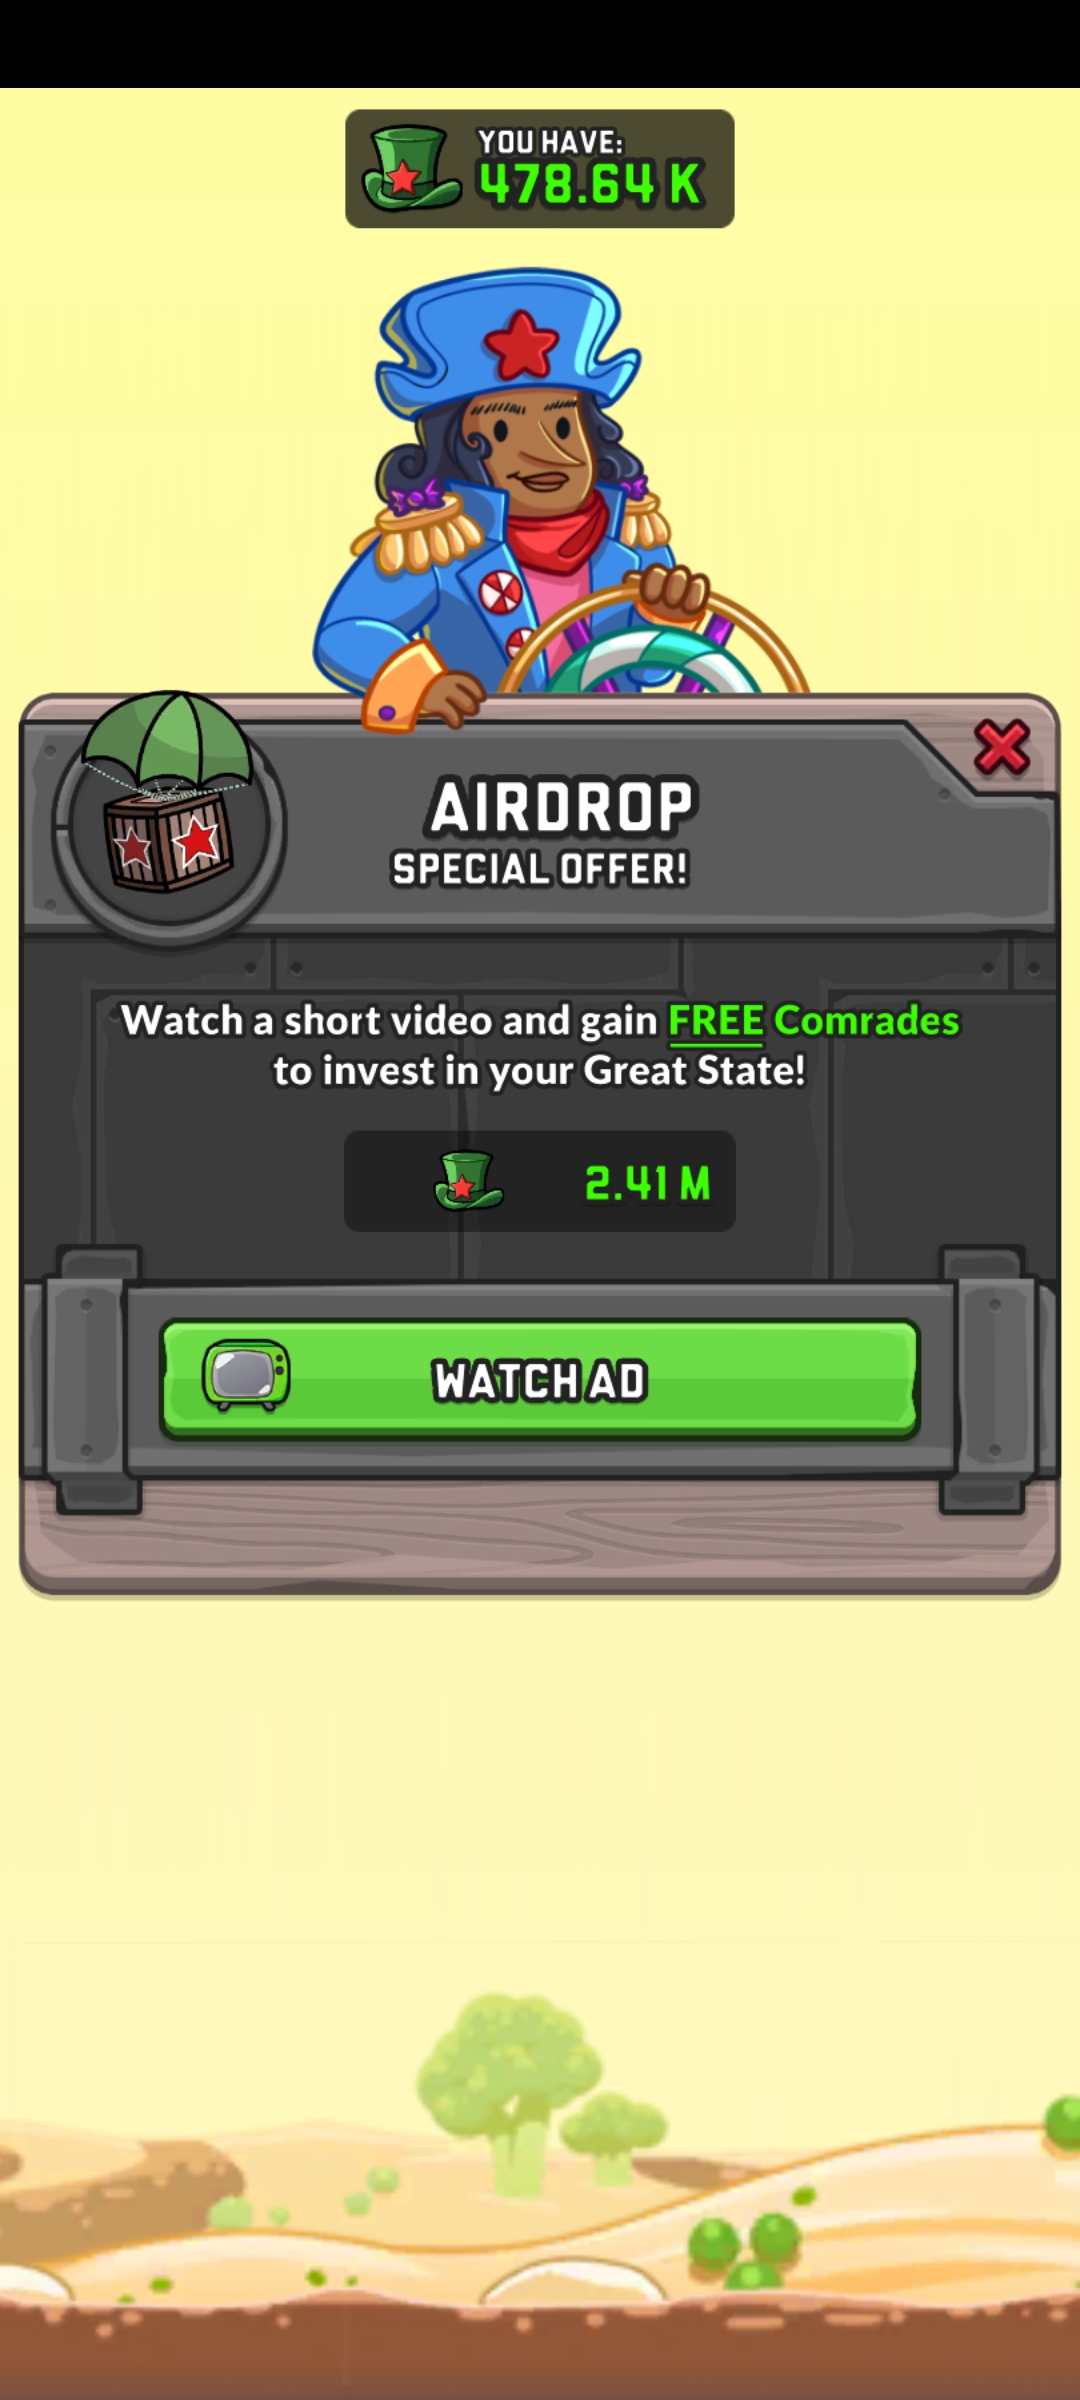 YOU HAVE:
478.64 K
AIRDROP
SPECIAL OFFER!
Watch a short video and gain FREE Comrades
to invest in your Great State!
2.41 M
WATCH AD